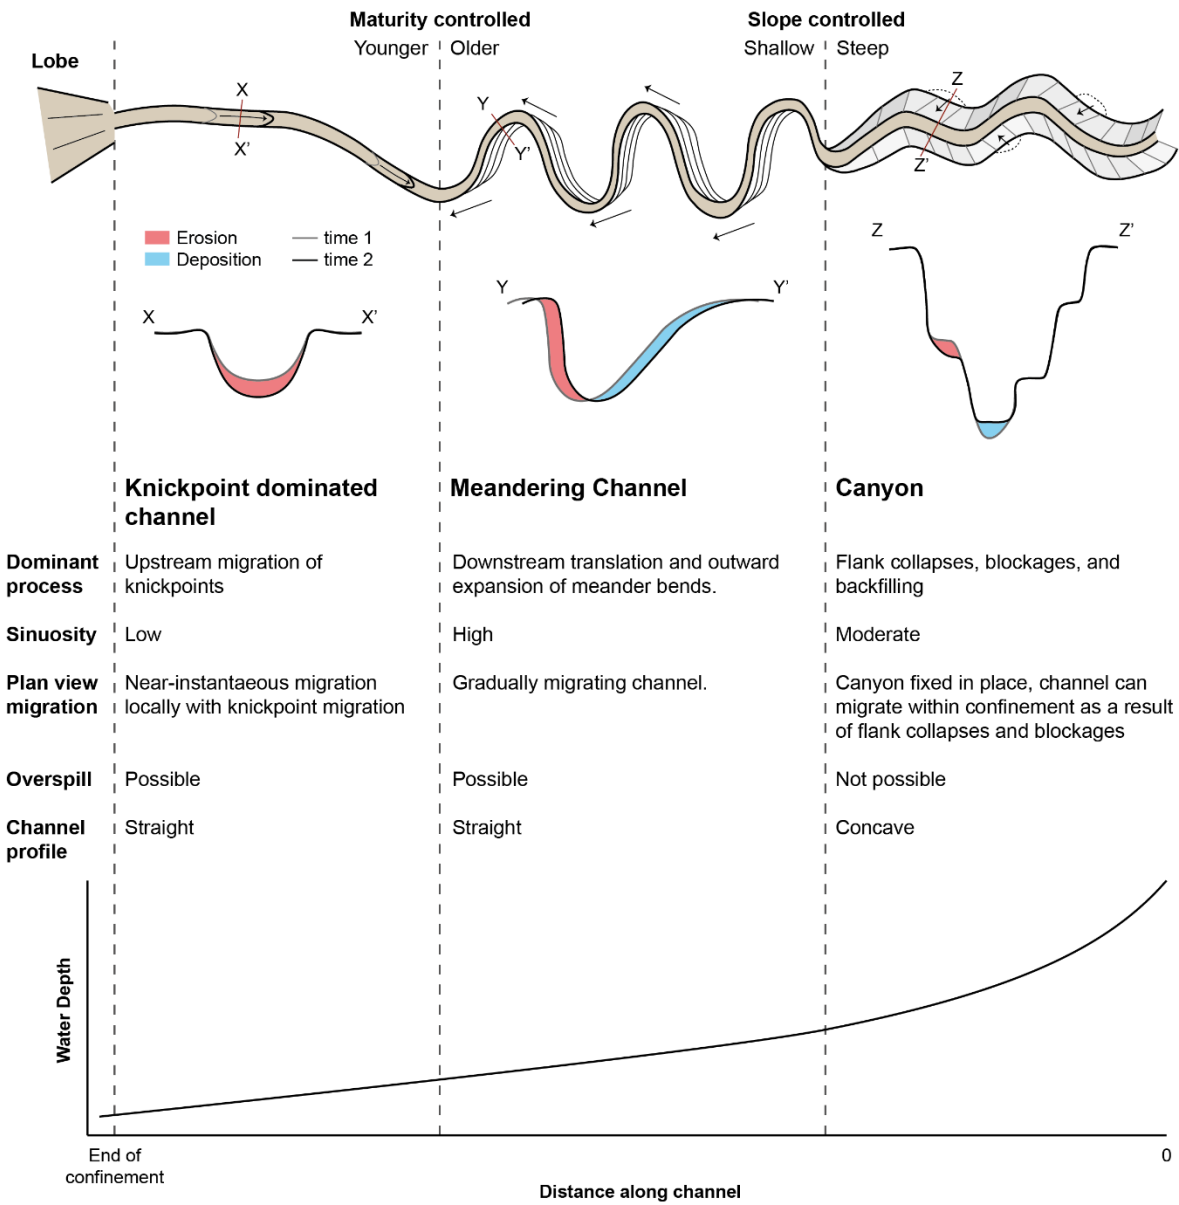 Maturity controlled
Slope controlled
Younger
Older
Shallow
Steep
Lobe
X
X'
Y
Y'
Z
Z'
Erosion
Deposition
time 1
time 2
X
X'
Y
Y'
Z
Z'
Knickpoint dominated
channel
Meandering Channel
Canyon
Dominant
process
Upstream migration of
knickpoints
Downstream translation and outward
expansion of meander bends.
Flank collapses, blockages, and
backfilling
Sinuosity
Low
High
Moderate
Plan view
migration
Near-instantaeous migration
locally with knickpoint migration
Gradually migrating channel.
Canyon fixed in place, channel can
migrate within confinement as a result
of flank collapses and blockages
Overspill
Possible
Possible
Not possible
Channel
profile
Straight
Straight
Concave
Water Depth
End of
confinement
0
Distance along channel